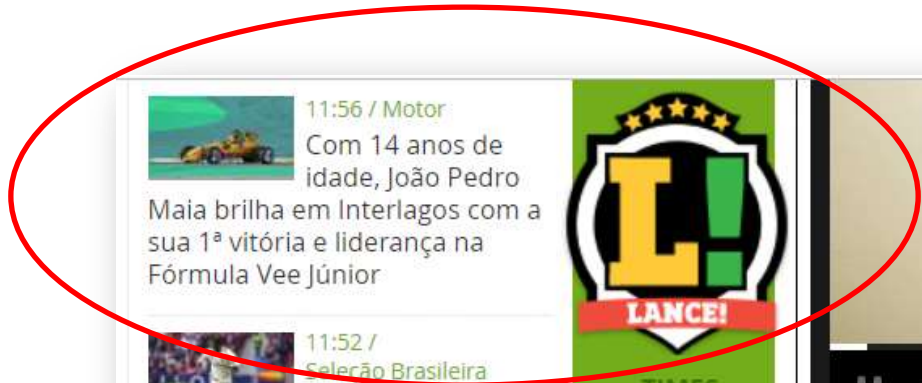 11:56 / Motor
Com 14 anos de
idade, João Pedro
Maia brilha em Interlagos com a
sua 1ª vitória e liderança na
Fórmula Vee Júnior
L!
LANCE!
11:52 /
Seleção Brasileira
TIMES